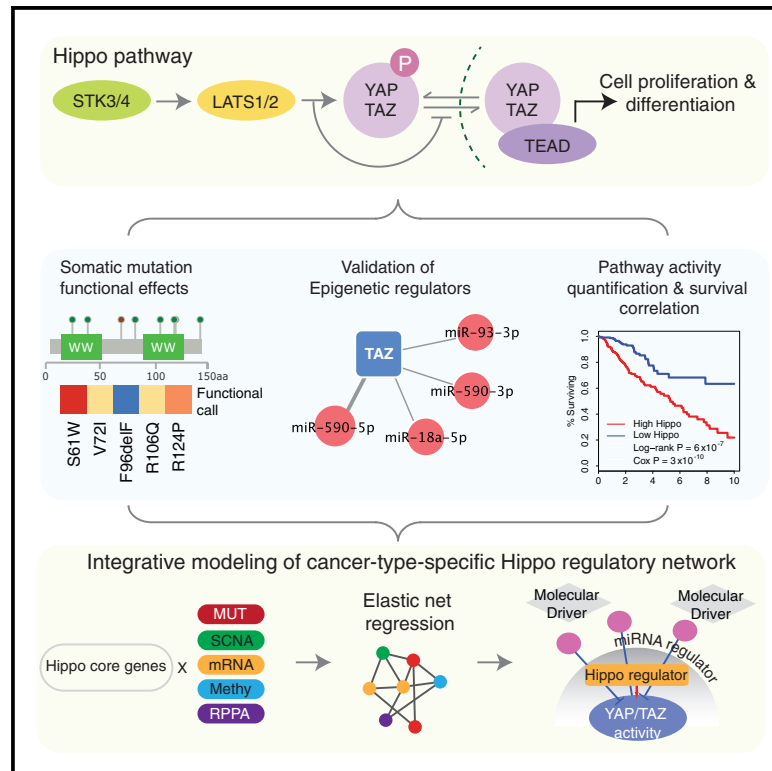 Hippo pathway
STK3/4
LATS1/2
P
YAP
TAZ
YAP
TAZ
TEAD
Cell proliferation &
differentiaion
Somatic mutation
functional effects
WW
WW
0
50
100
150aa
Functional
call
S61W
V72I
F96delF
R106Q
R124P
Validation of
Epigenetic regulators
TAZ
miR-93-3p
miR-590-3p
miR-18a-5p
miR-590-5p
Pathway activity
quantification & survival
correlation
% Surviving
1.0
0.8
0.6
0.4
0.2
0.0
High Hippo
Low Hippo
Log-rank P = 6x10-7
Cox P = 3x10-10
0 2 4 6 8 10
Integrative modeling of cancer-type-specific Hippo regulatory network
Hippo core genes
x
MUT
SCNA
mRNA
Methy
RPPA
Elastic net
regression
Molecular
Driver
Molecular
Driver
miRNA regulator
Hippo regulator
YAP/TAZ
activity